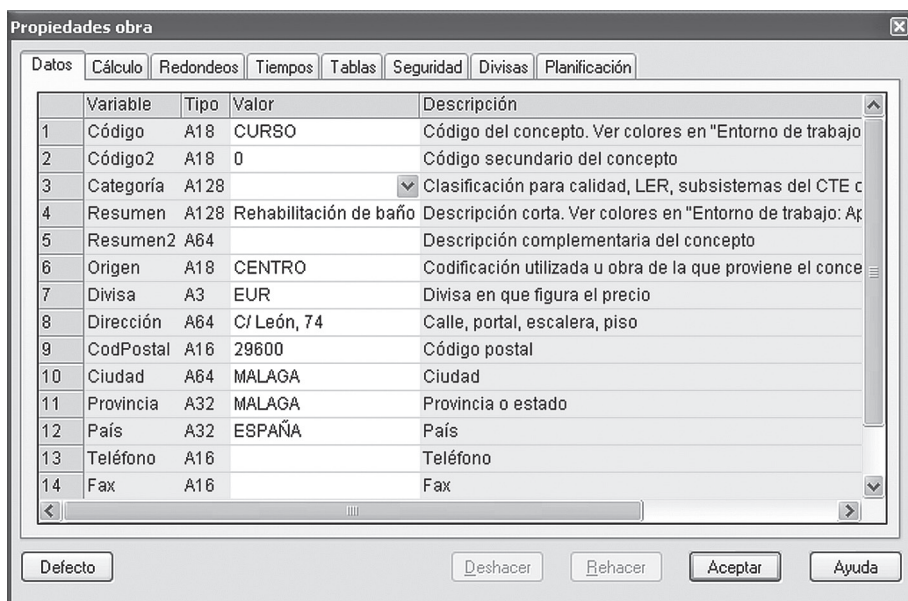 Propiedades obra
Datos Cálculo Redondeos Tiempos Tablas Seguridad Divisas Planificación
Variable Tipo Valor Descripción
1 Código A18 CURSO Código del concepto. Ver colores en "Entorno de trabajo
2 Código2 A18 0 Código secundario del concepto
3 Categoría A128 Clasificación para calidad, LER, subsistemas del CTE
4 Resumen A128 Rehabilitación de baño Descripción corta. Ver colores en "Entorno de trabajo: Ap
5 Resumen2 A64 Descripción complementaria del concepto
6 Origen A18 CENTRO Codificación utilizada u obra de la que proviene el conce
7 Divisa A3 EUR Divisa en que figura el precio
8 Dirección A64 C/ León, 74 Calle, portal, escalera, piso
9 CodPostal A16 29600 Código postal
10 Ciudad A64 MALAGA Ciudad
11 Provincia A32 MALAGA Provincia o estado
12 País A32 ESPAÑA País
13 Teléfono A16 Teléfono
14 Fax A16 Fax
Defecto Deshacer Rehacer Aceptar Ayuda